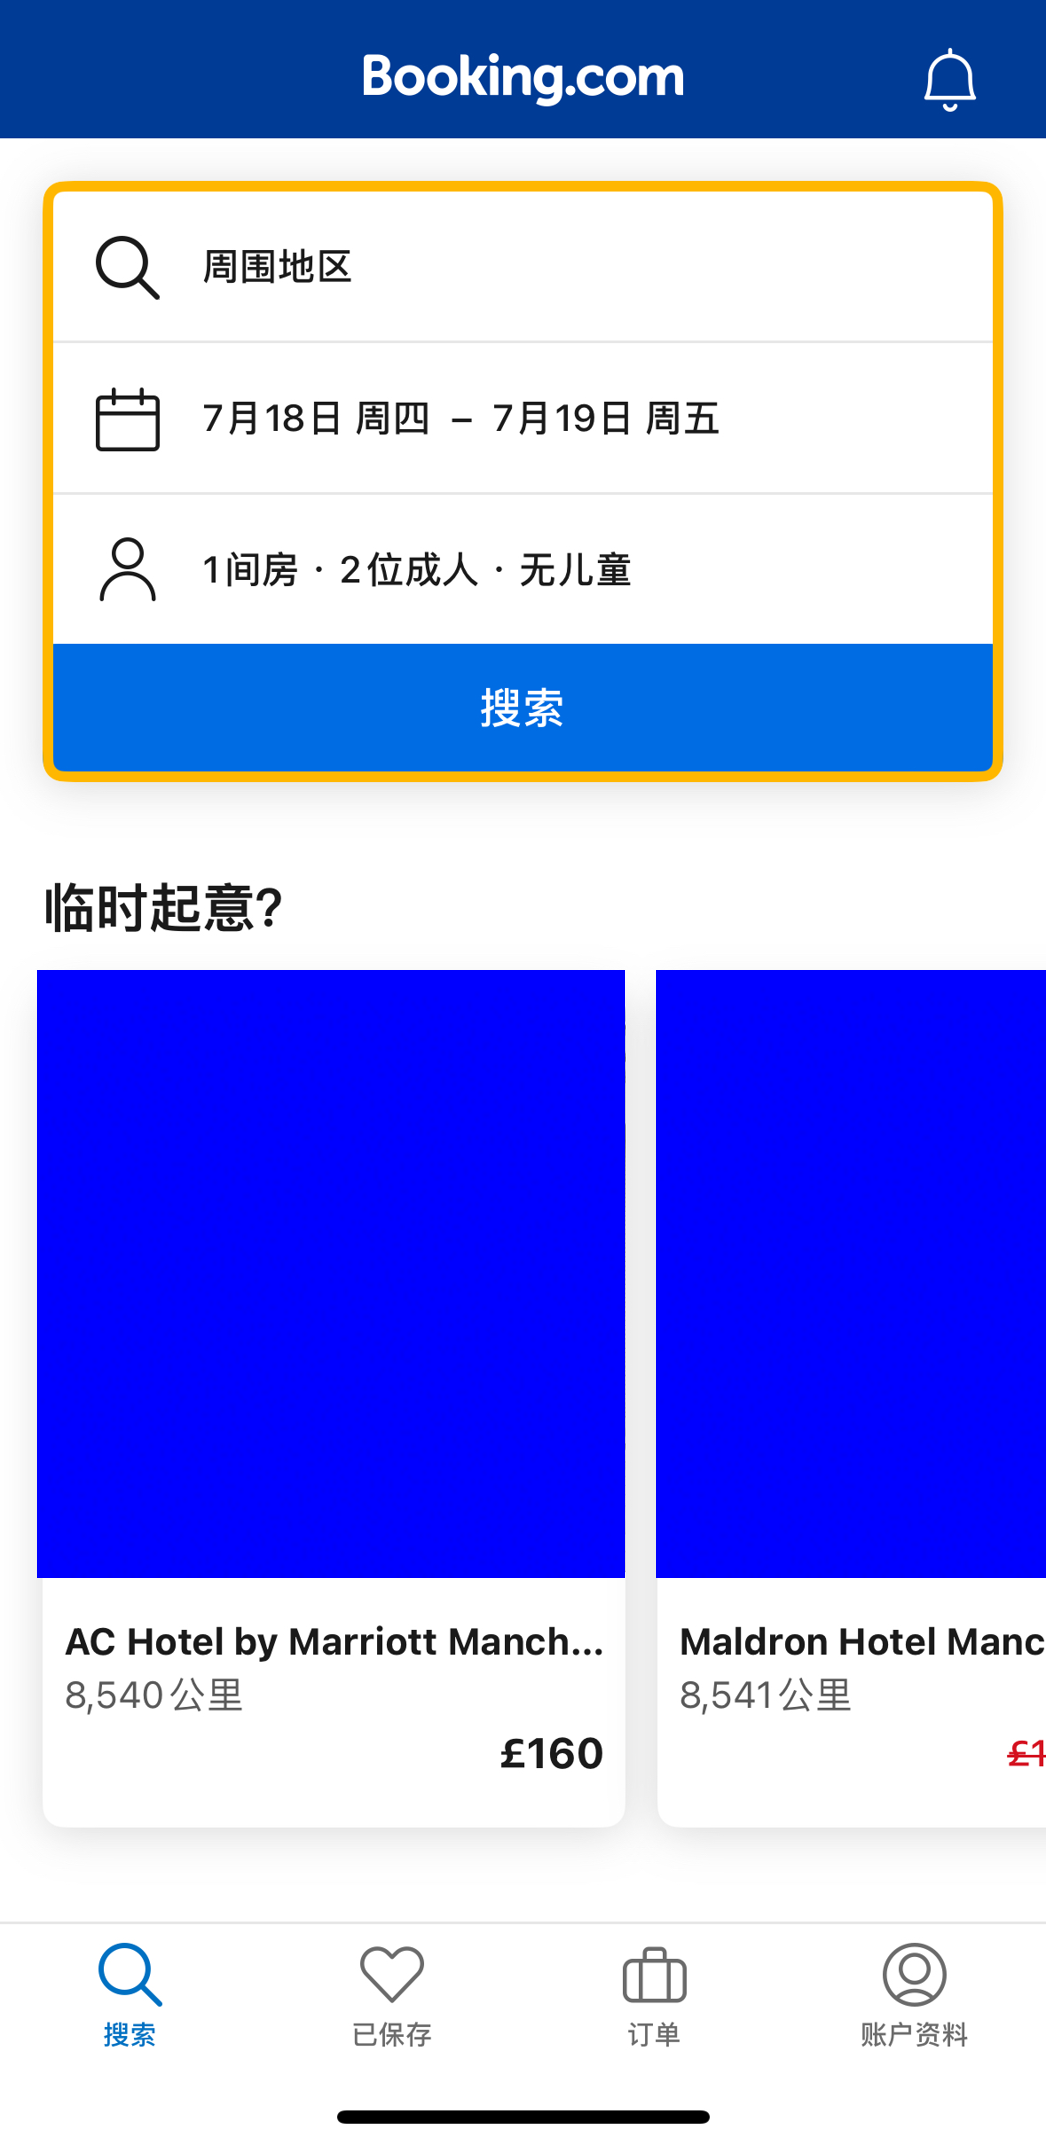 Booking.com
周围地区
7月18日 周四 – 7月19日 周五
1间房 · 2位成人 · 无儿童
搜索
临时起意?
AC Hotel by Marriott Manch...
8,540公里
£160
Maldron Hotel Manc
8,541公里
£1
搜索
已保存
订单
账户资料